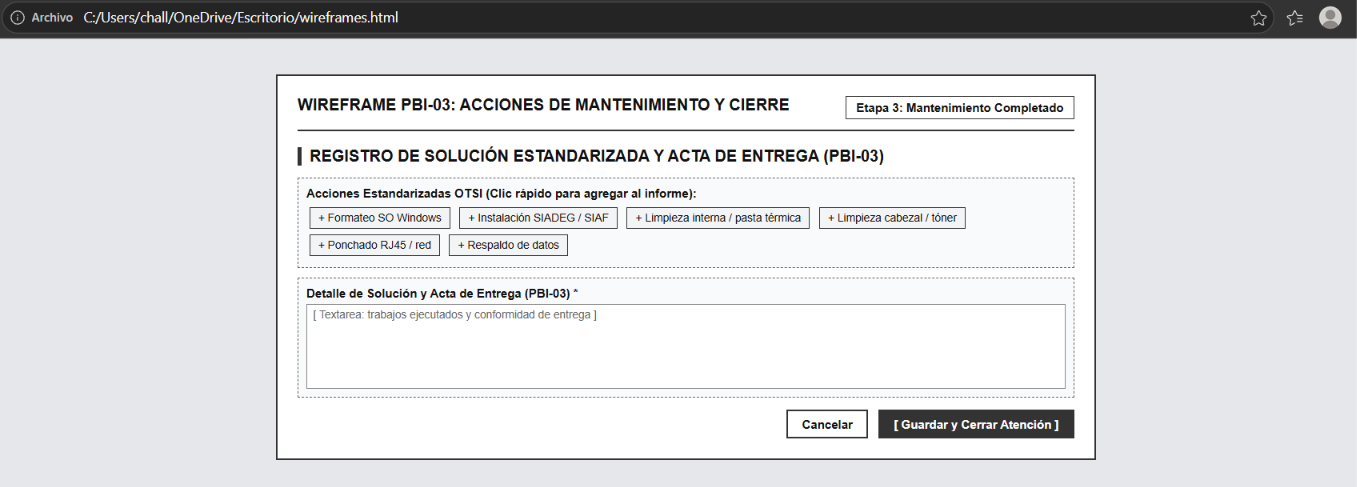 Archivo C:/Users/chall/OneDrive/Escritorio/wireframes.html
WIREFRAME PBI-03: ACCIONES DE MANTENIMIENTO Y CIERRE
Etapa 3: Mantenimiento Completado
REGISTRO DE SOLUCIÓN ESTANDARIZADA Y ACTA DE ENTREGA (PBI-03)
Acciones Estandarizadas OTSI (Clic rápido para agregar al informe):
+ Formateo SO Windows + Instalación SIADEG / SIAF + Limpieza interna / pasta térmica + Limpieza cabezal / tóner
+ Ponchado RJ45 / red + Respaldo de datos
Detalle de Solución y Acta de Entrega (PBI-03) *
[ Textarea: trabajos ejecutados y conformidad de entrega ]
Cancelar [ Guardar y Cerrar Atención ]